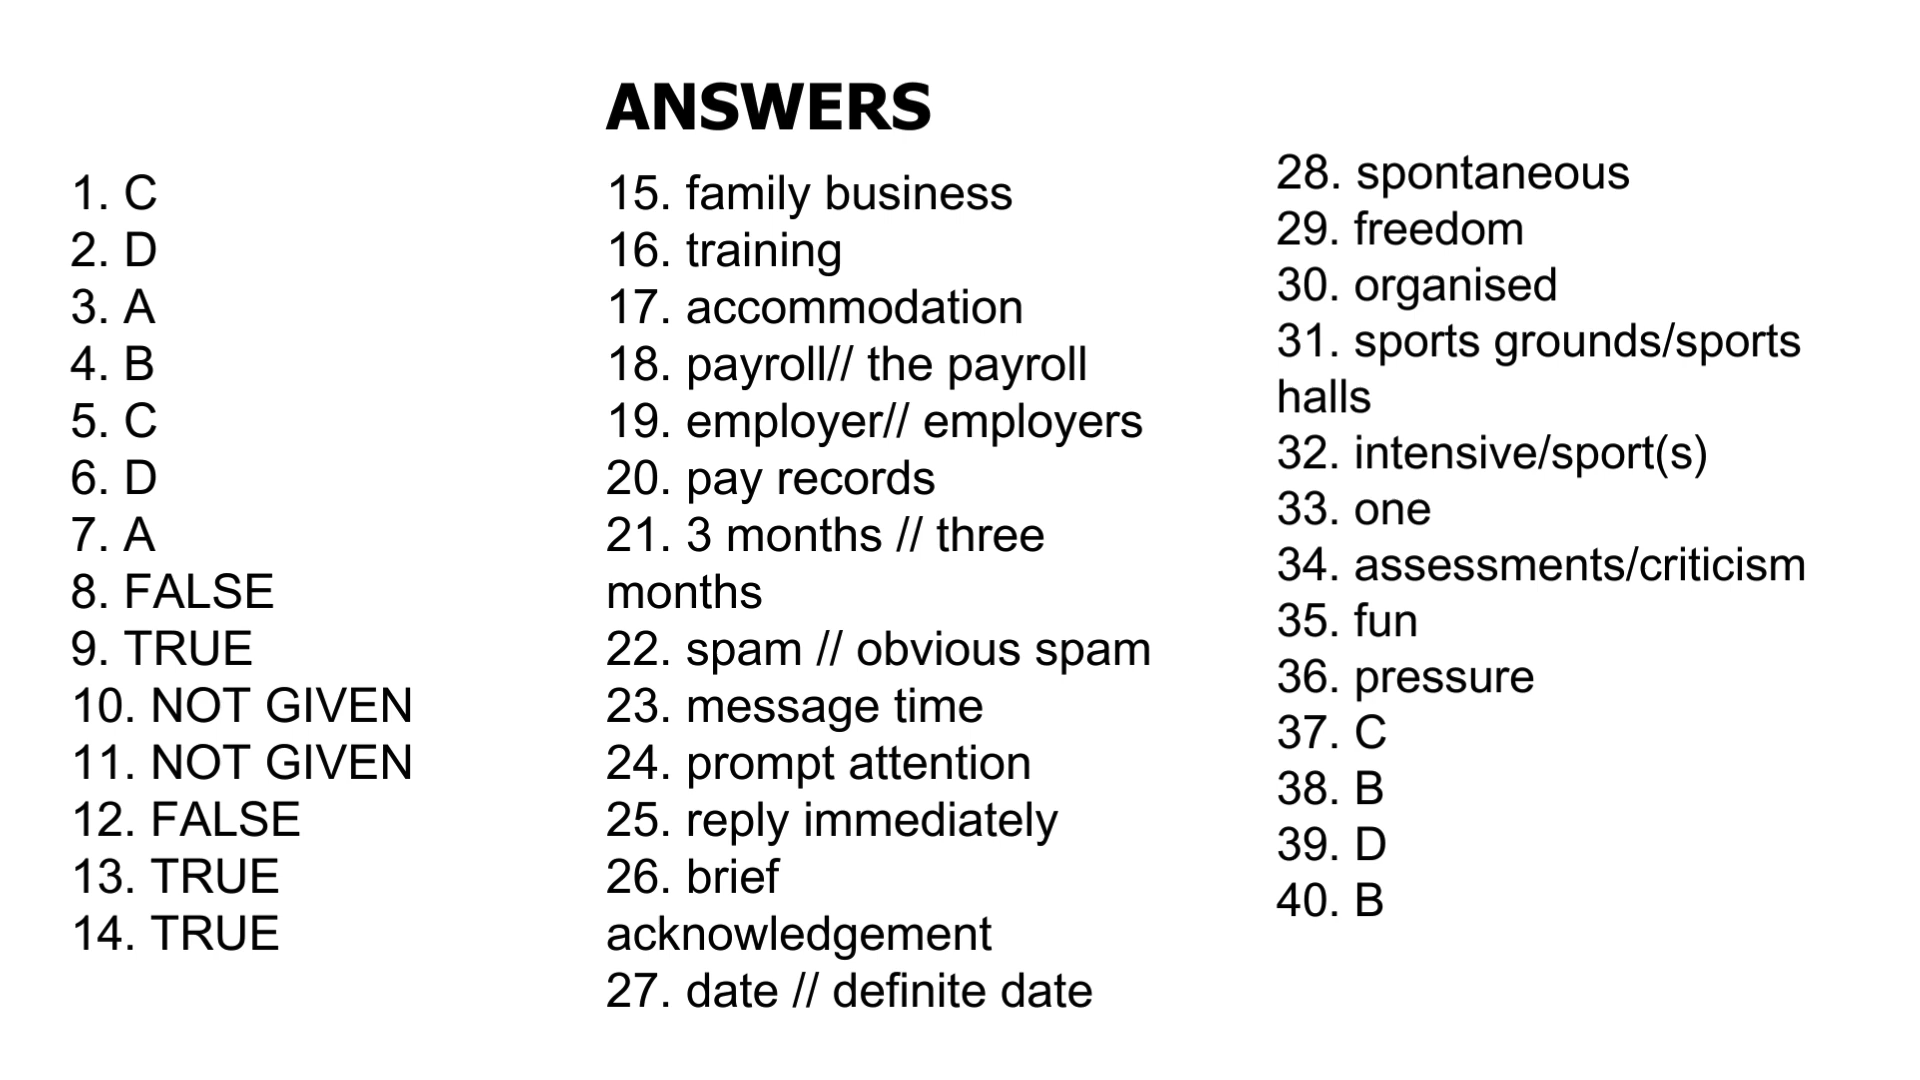 ANSWERS
1. C
2. D
3. A
4. B
5. C
6. D
7. A
8. FALSE
9. TRUE
10. NOT GIVEN
11. NOT GIVEN
12. FALSE
13. TRUE
14. TRUE
15. family business
16. training
17. accommodation
18. payroll// the payroll
19. employer// employers
20. pay records
21. 3 months // three
months
22. spam // obvious spam
23. message time
24. prompt attention
25. reply immediately
26. brief
acknowledgement
27. date // definite date
28. spontaneous
29. freedom
30. organised
31. sports grounds/sports
halls
32. intensive/sport(s)
33. one
34. assessments/criticism
35. fun
36. pressure
37. C
38. B
39. D
40. B